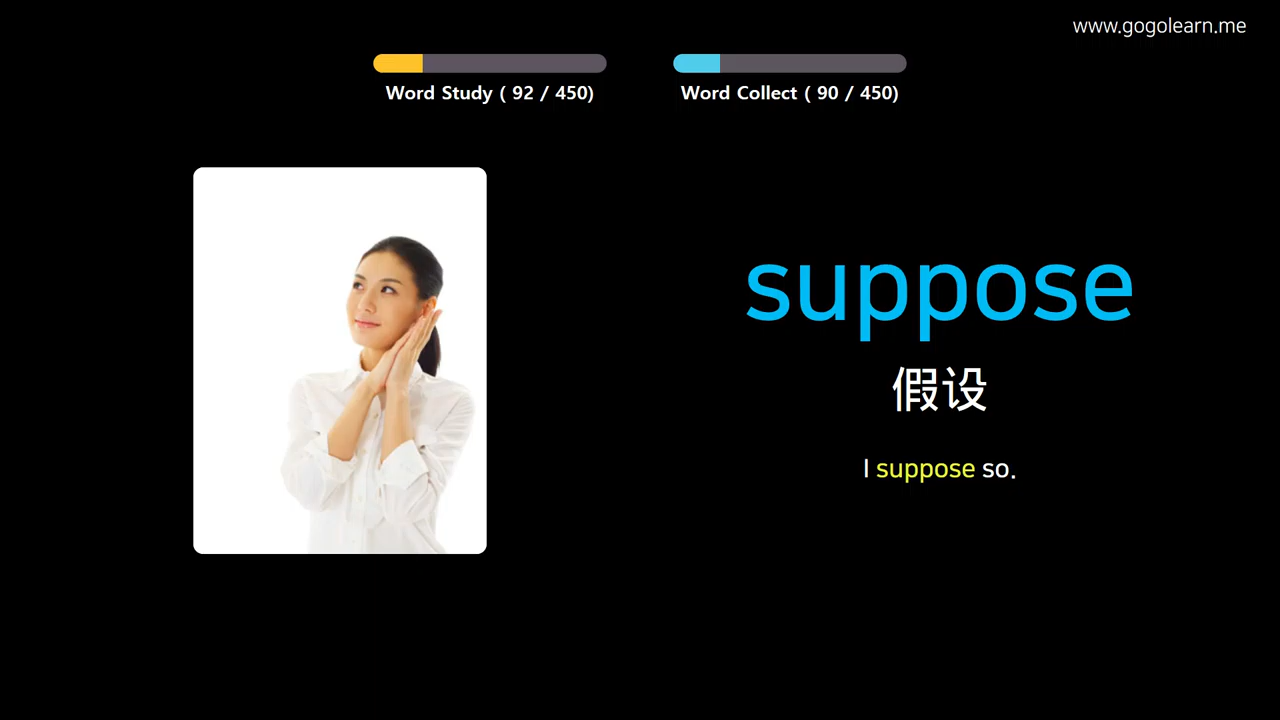 www.gogolearn.me
Word Study ( 92 / 450)
Word Collect ( 90 / 450)
suppose
假设
I suppose so.